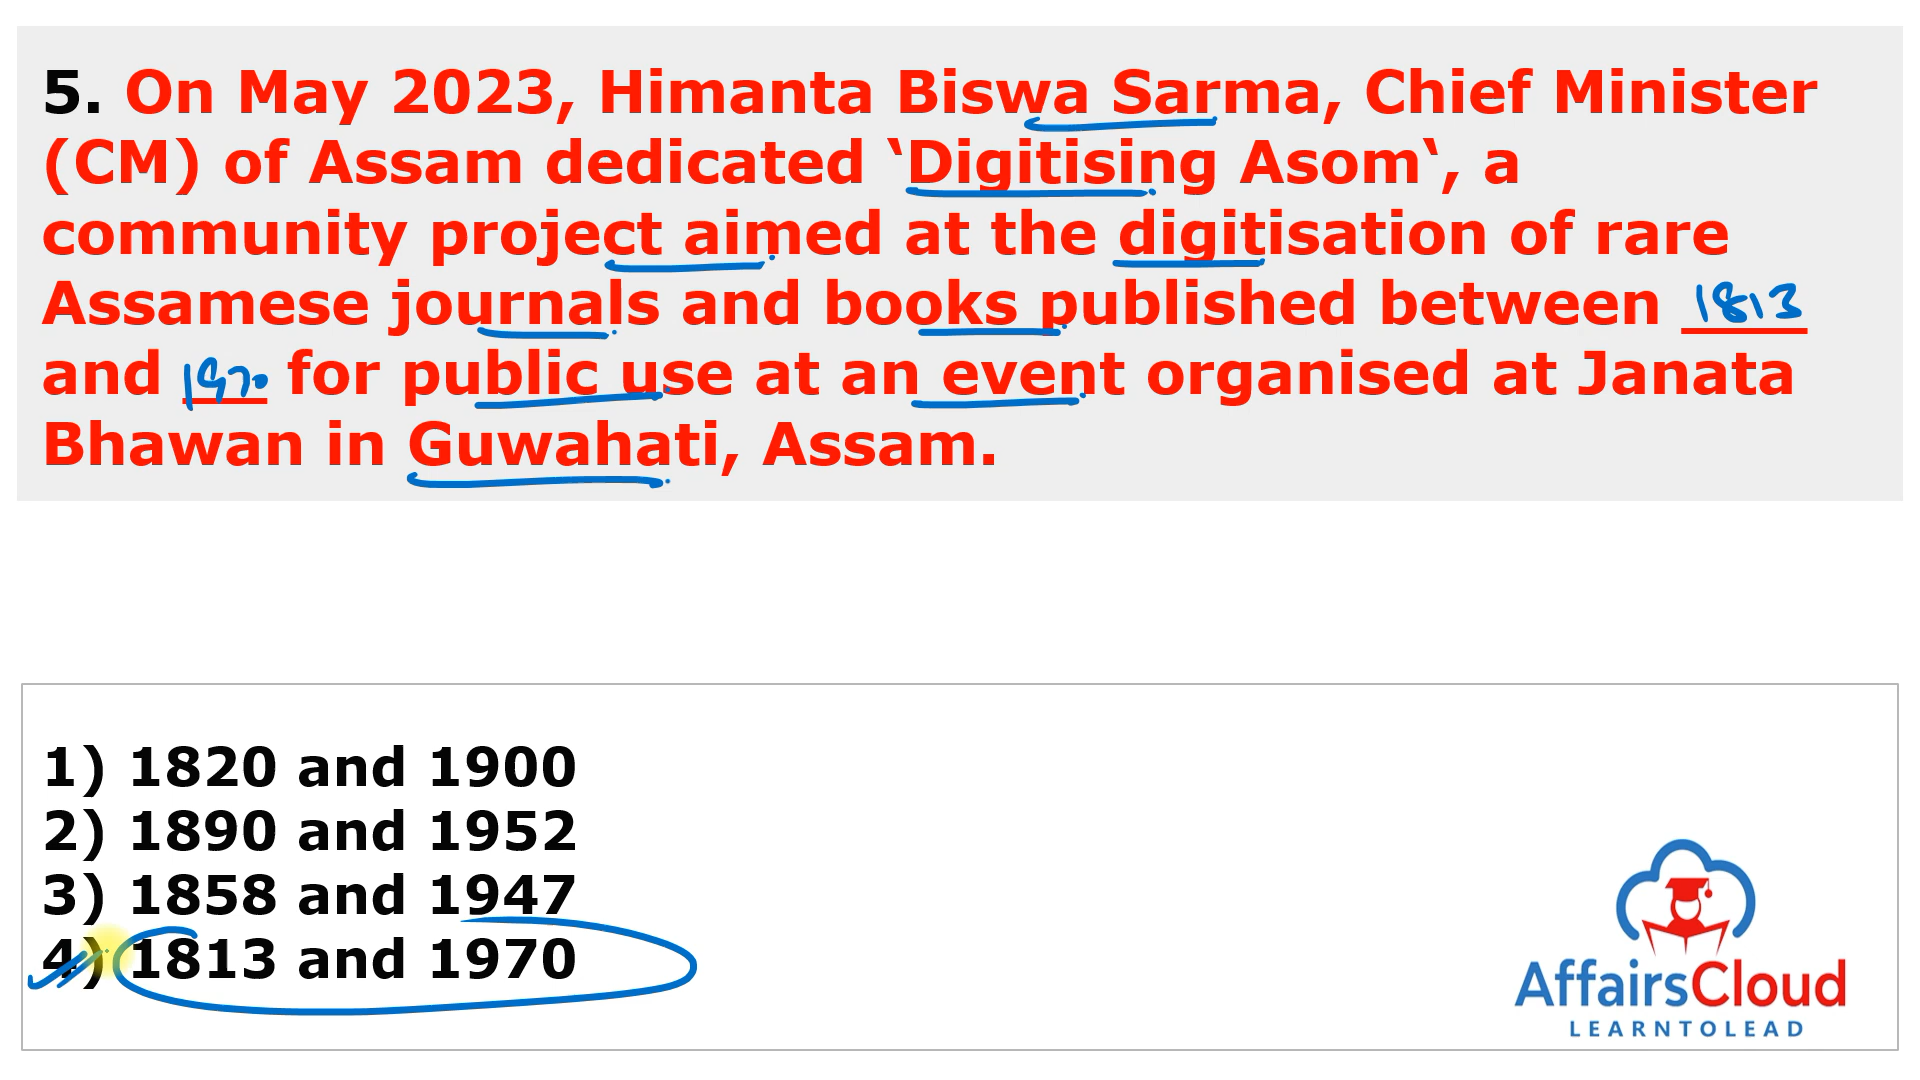 5. On May 2023, Himanta Biswa Sarma, Chief Minister
(CM) of Assam dedicated ‛Digitising Asom‛, a
community project aimed at the digitisation of rare
Assamese journals and books published between 1813
and 1970 for public use at an event organised at Janata
Bhawan in Guwahati, Assam.
1) 1820 and 1900
2) 1890 and 1952
3) 1858 and 1947
4) 1813 and 1970
AffairsCloud
LEARNTOLEAD